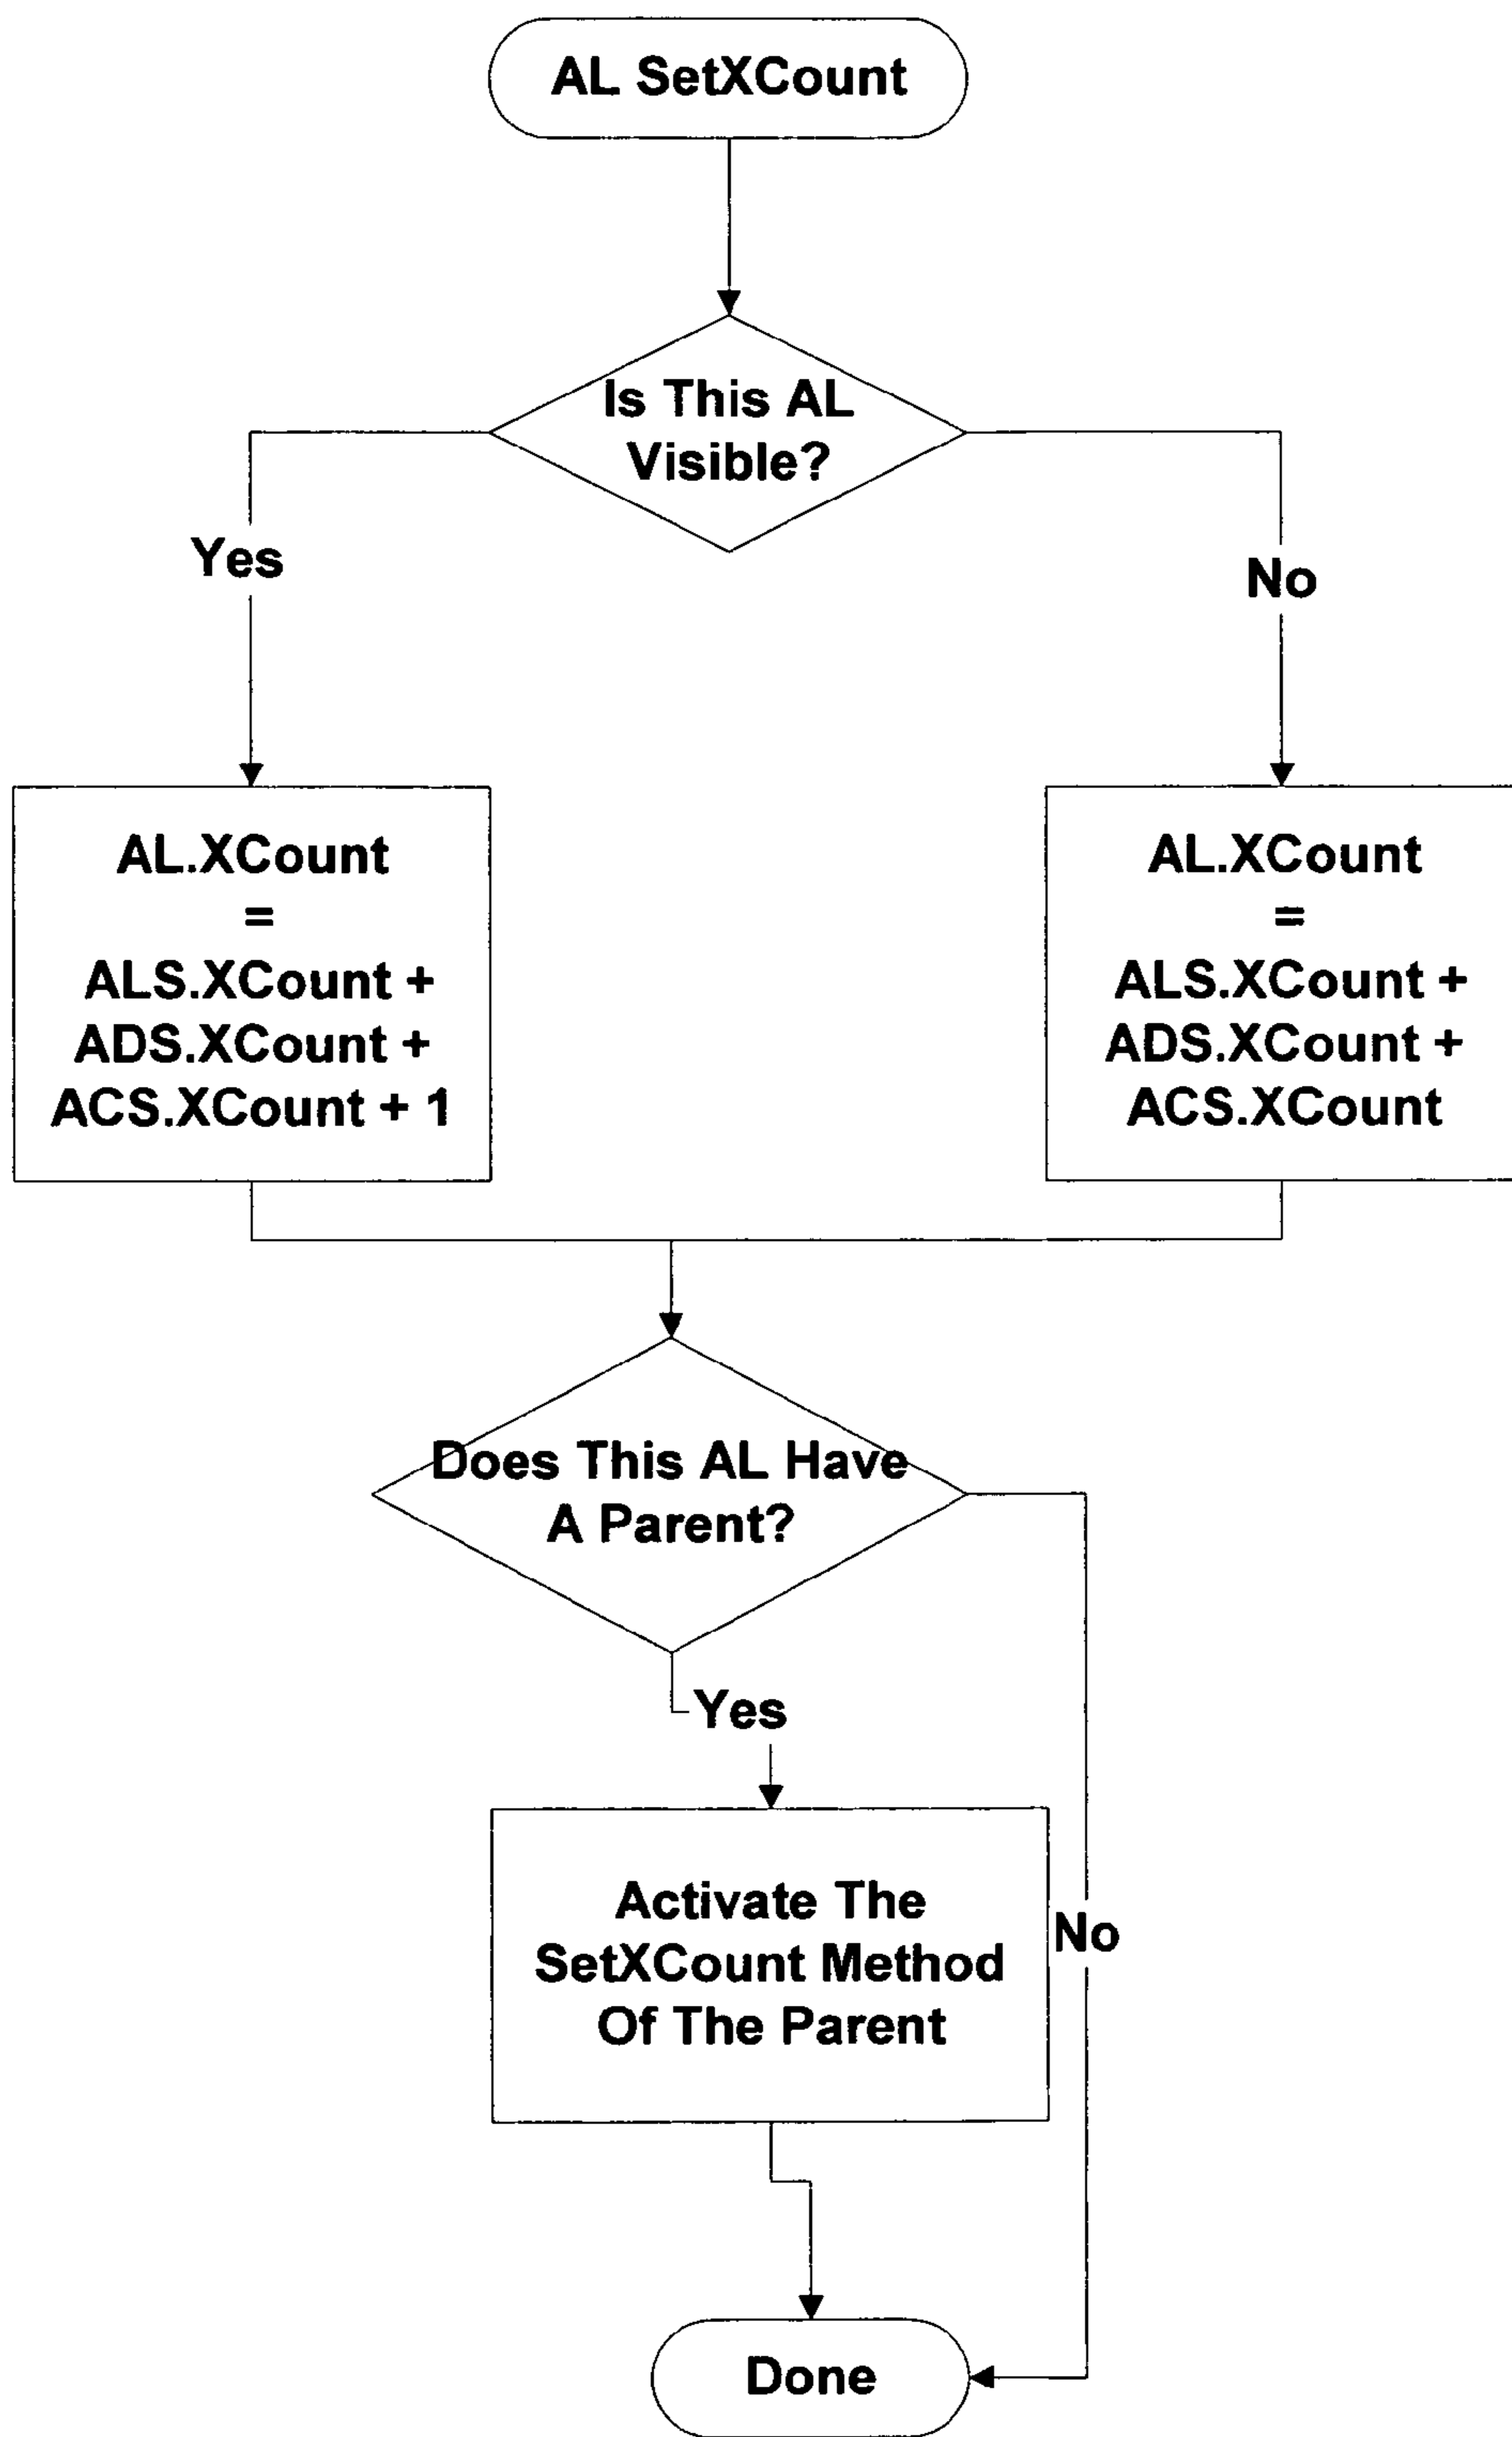 AL SetXCount
Is This AL
Visible?
Yes
No
AL.XCount
=
ALS.XCount +
ADS.XCount +
ACS.XCount + 1
AL.XCount
=
ALS.XCount +
ADS.XCount +
ACS.XCount
Does This AL Have
A Parent?
Yes
Activate The
SetXCount Method
Of The Parent
No
Done